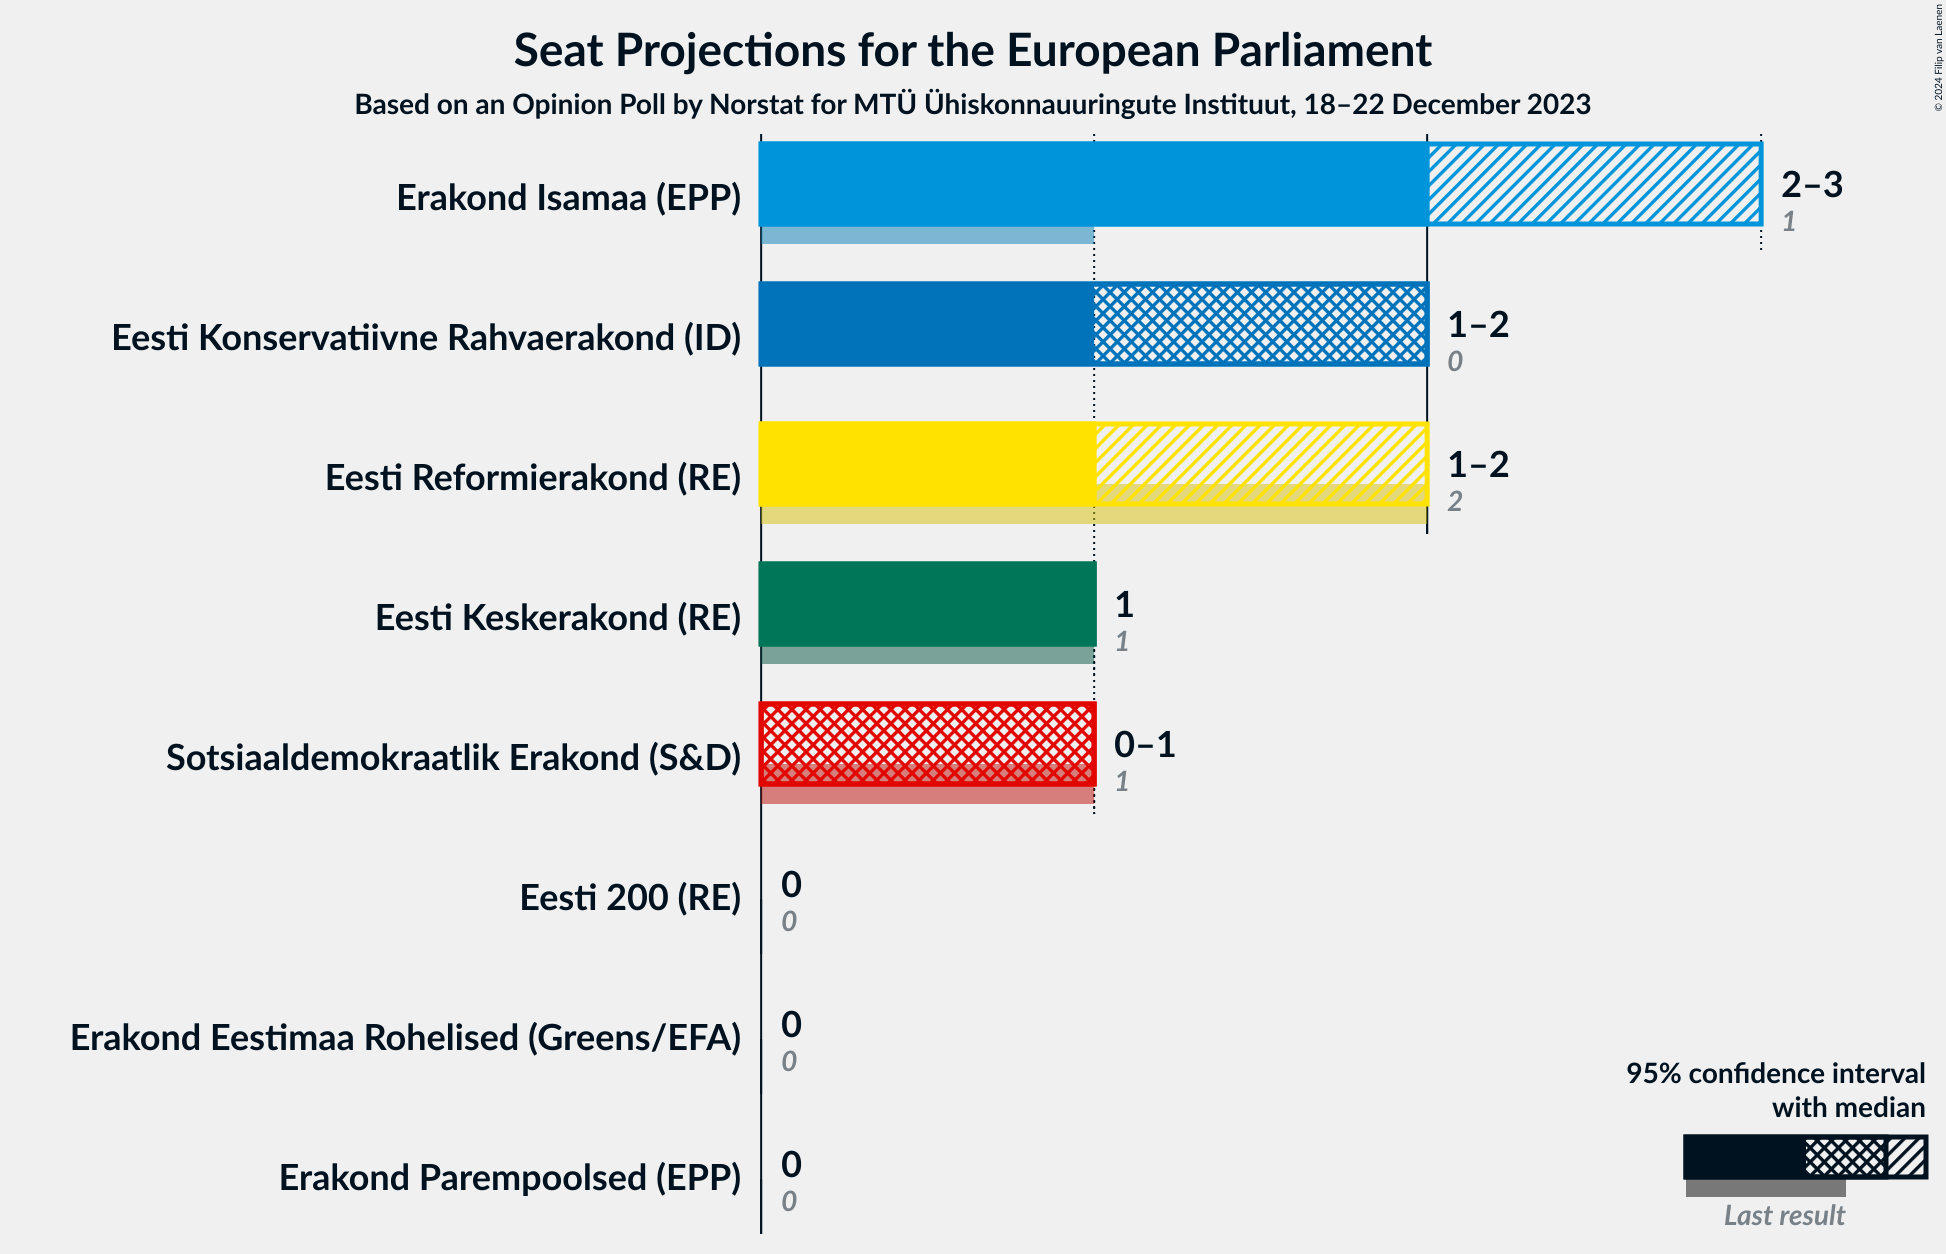 Seat Projections for the European Parliament
Based on an Opinion Poll by Norstat for MTÜ Ühiskonnauuringute Instituut, 18–22 December 2023
© 2024 Filip van Laenen
Erakond Isamaa (EPP)
2–3
1
Eesti Konservatiivne Rahvaerakond (ID)
1–2
0
Eesti Reformierakond (RE)
1–2
2
Eesti Keskerakond (RE)
1
1
Sotsiaaldemokraatlik Erakond (S&D)
0–1
1
Eesti 200 (RE)
0
0
Erakond Eestimaa Rohelised (Greens/EFA)
0
0
Erakond Parempoolsed (EPP)
0
0
95% confidence interval
with median
Last result